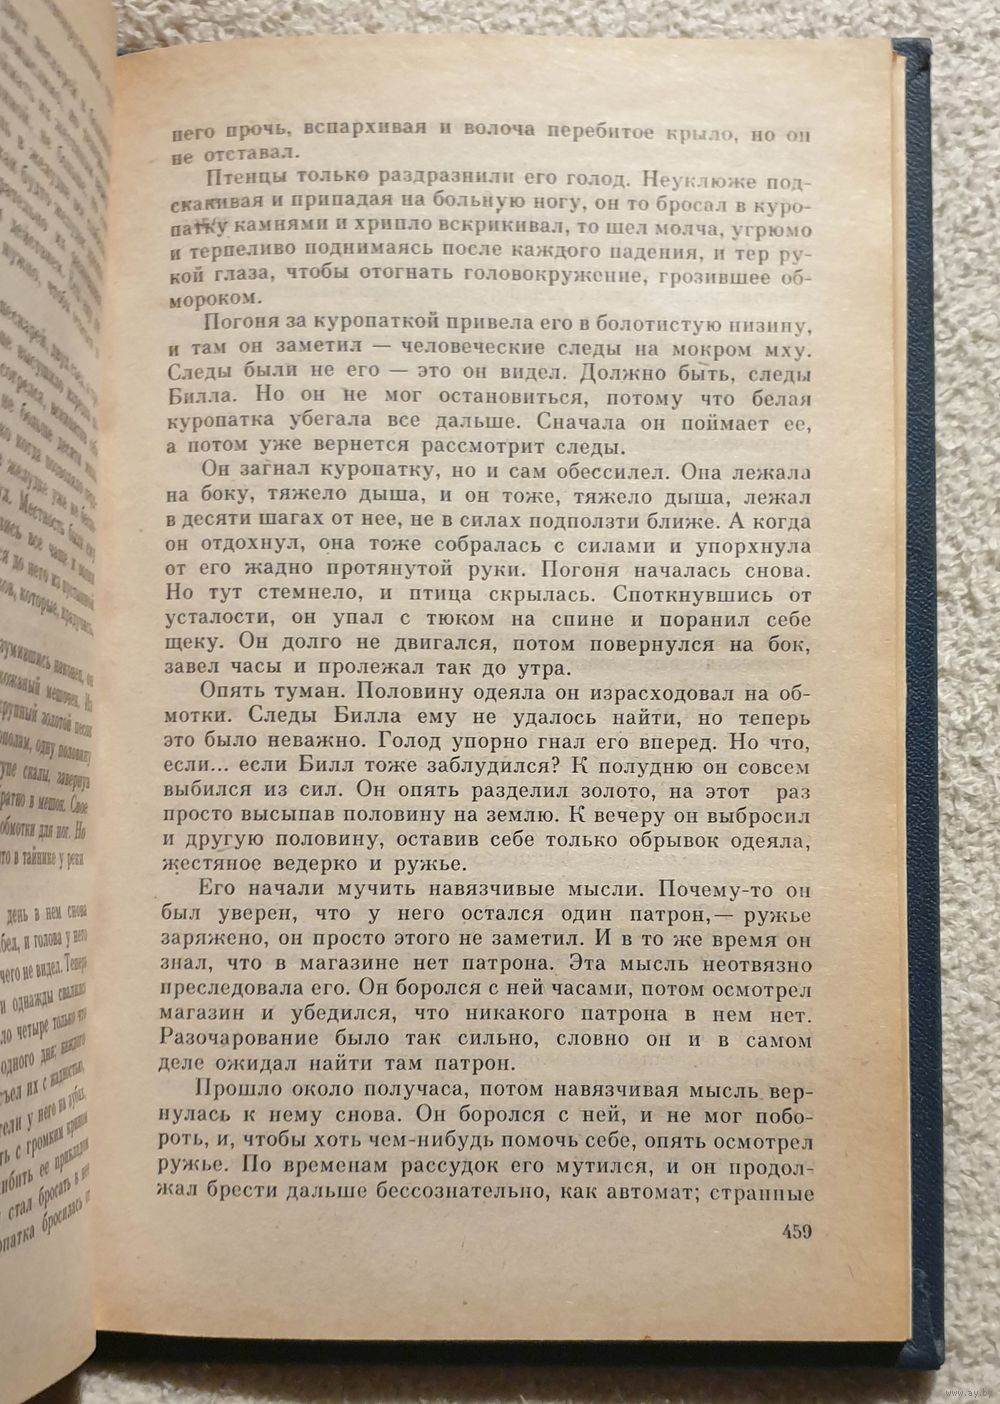 него прочь, вспархивая и волоча перебитое крыло, но он
не отставал.
Птенцы только раздразнили его голод. Неуклюже под-
скакивая и припадая на больную ногу, он то бросал в куро-
патку камнями и хрипло вскрикивал, то шел молча, угрюмо
и терпеливо поднимаясь после каждого падения, и тер ру-
кой глаза, чтобы отогнать головокружение, грозившее об-
мороком.
Погоня за куропаткой привела его в болотистую низину,
и там он заметил — человеческие следы на мокром мху.
Следы были не его — это он видел. Должно быть, следы
Билла. Но он не мог остановиться, потому что белая
куропатка убегала все дальше. Сначала он поймает ее,
а потом уже вернется рассмотрит следы.
Он загнал куропатку, но и сам обессилел. Она лежала
на боку, тяжело дыша, и он тоже, тяжело дыша, лежал
в десяти шагах от нее, не в силах подползти ближе. А когда
он отдохнул, она тоже собралась с силами и упорхнула
от его жадно протянутой руки. Погоня началась снова.
Но тут стемнело, и птица скрылась. Споткнувшись от
усталости, он упал с тюком на спине и поранил себе
щеку. Он долго не двигался, потом повернулся на бок,
завел часы и пролежал так до утра.
Опять туман. Половину одеяла он израсходовал на об-
мотки. Следы Билла ему не удалось найти, но теперь
это было неважно. Голод упорно гнал его вперед. Но что,
если... если Билл тоже заблудился? К полудню он совсем
выбился из сил. Он опять разделил золото, на этот раз
просто высыпав половину на землю. К вечеру он выбросил
и другую половину, оставив себе только обрывок одеяла,
жестяное ведерко и ружье.
Его начали мучить навязчивые мысли. Почему-то он
был уверен, что у него остался один патрон,— ружье
заряжено, он просто этого не заметил. И в то же время он
знал, что в магазине нет патрона. Эта мысль неотвязно
преследовала его. Он боролся с ней часами, потом осмотрел
магазин и убедился, что никакого патрона в нем нет.
Разочарование было так сильно, словно он и в самом
деле ожидал найти там патрон.
Прошло около получаса, потом навязчивая мысль вер-
нулась к нему снова. Он боролся с ней, и не мог побо-
роть, и, чтобы хоть чем-нибудь помочь себе, опять осмотрел
ружье. По временам рассудок его мутился, и он продол-
жал брести дальше бессознательно, как автомат; странные
459
www.ay.by